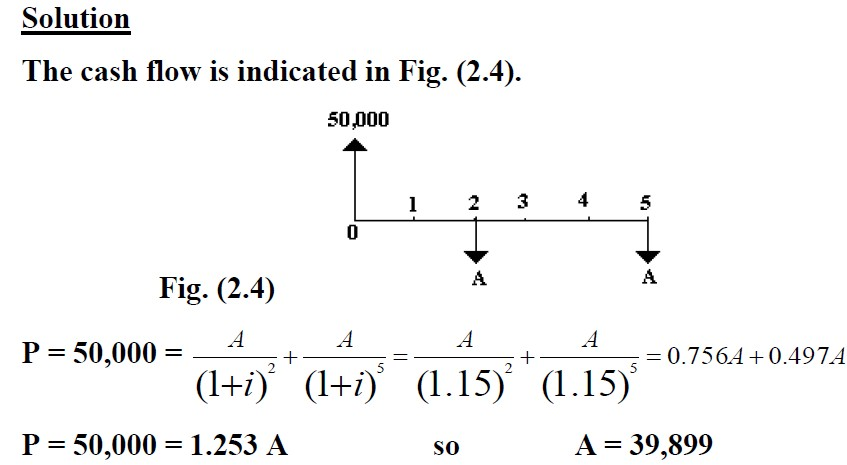 Solution
The cash flow is indicated in Fig. (2.4).
50,000
1 2 3 4 5
0
A A
Fig. (2.4)
P = 50,000 = A/(1+i)² + A/(1+i)⁵ = A/(1.15)² + A/(1.15)⁵ = 0.756A + 0.497A
P = 50,000 = 1.253 A so A = 39,899